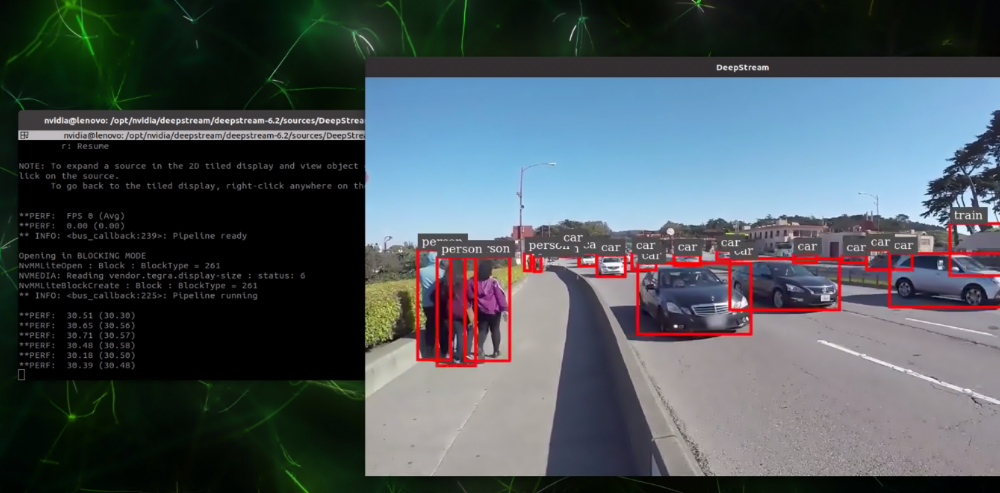 nvidia@lenovo: /opt/nvidia/deepstream/deepstream-6.2/sources/DeepStrea
nvidia@lenovo: /opt/nvidia/deepstream/deepstream-6.2/sources/DeepStrea
r: Resume
NOTE: To expand a source in the 2D tiled display and view object
lick on the source.
To go back to the tiled display, right-click anywhere on th
**PERF:  FPS 0 (Avg)
**PERF:  0.00 (0.00)
** INFO: <bus_callback:239>: Pipeline ready
Opening in BLOCKING MODE
NvMMLiteOpen : Block : BlockType = 261
NVMEDIA: Reading vendor.tegra.display-size : status: 6
NvMMLiteBlockCreate : Block : BlockType = 261
** INFO: <bus_callback:225>: Pipeline running
**PERF:  30.51 (30.30)
**PERF:  30.65 (30.56)
**PERF:  30.71 (30.57)
**PERF:  30.48 (30.58)
**PERF:  30.18 (30.50)
**PERF:  30.39 (30.48)
DeepStream
train
person person rson person car ca car car car car car car car car car car